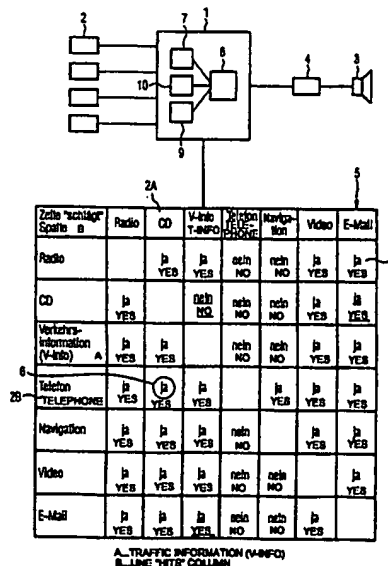 1
2
7
8
10
9
4
3
2A
5
Zeile "schlägt" Spalte B
Radio
CD
V-Info T-INFO
Telefon TELE- PHONE
Naviga- tion
Video
E-Mail
Radio
ja YES
ja YES
nein NO
nein NO
ja YES
ja YES
CD
ja YES
nein NO
nein NO
nein NO
ja YES
ja YES
Verkehrs- information (V-Info) A
ja YES
ja YES
nein NO
nein NO
ja YES
ja YES
6
2B
Telefon TELEPHONE
ja YES
ja YES
ja YES
ja YES
ja YES
ja YES
Navigation
ja YES
ja YES
ja YES
nein NO
ja YES
ja YES
Video
ja YES
ja YES
ja YES
nein NO
nein NO
ja YES
E-Mail
ja YES
ja YES
ja YES
nein NO
nein NO
ja YES
A...TRAFFIC INFORMATION (V-INFO)
B...LINE "HITS" COLUMN